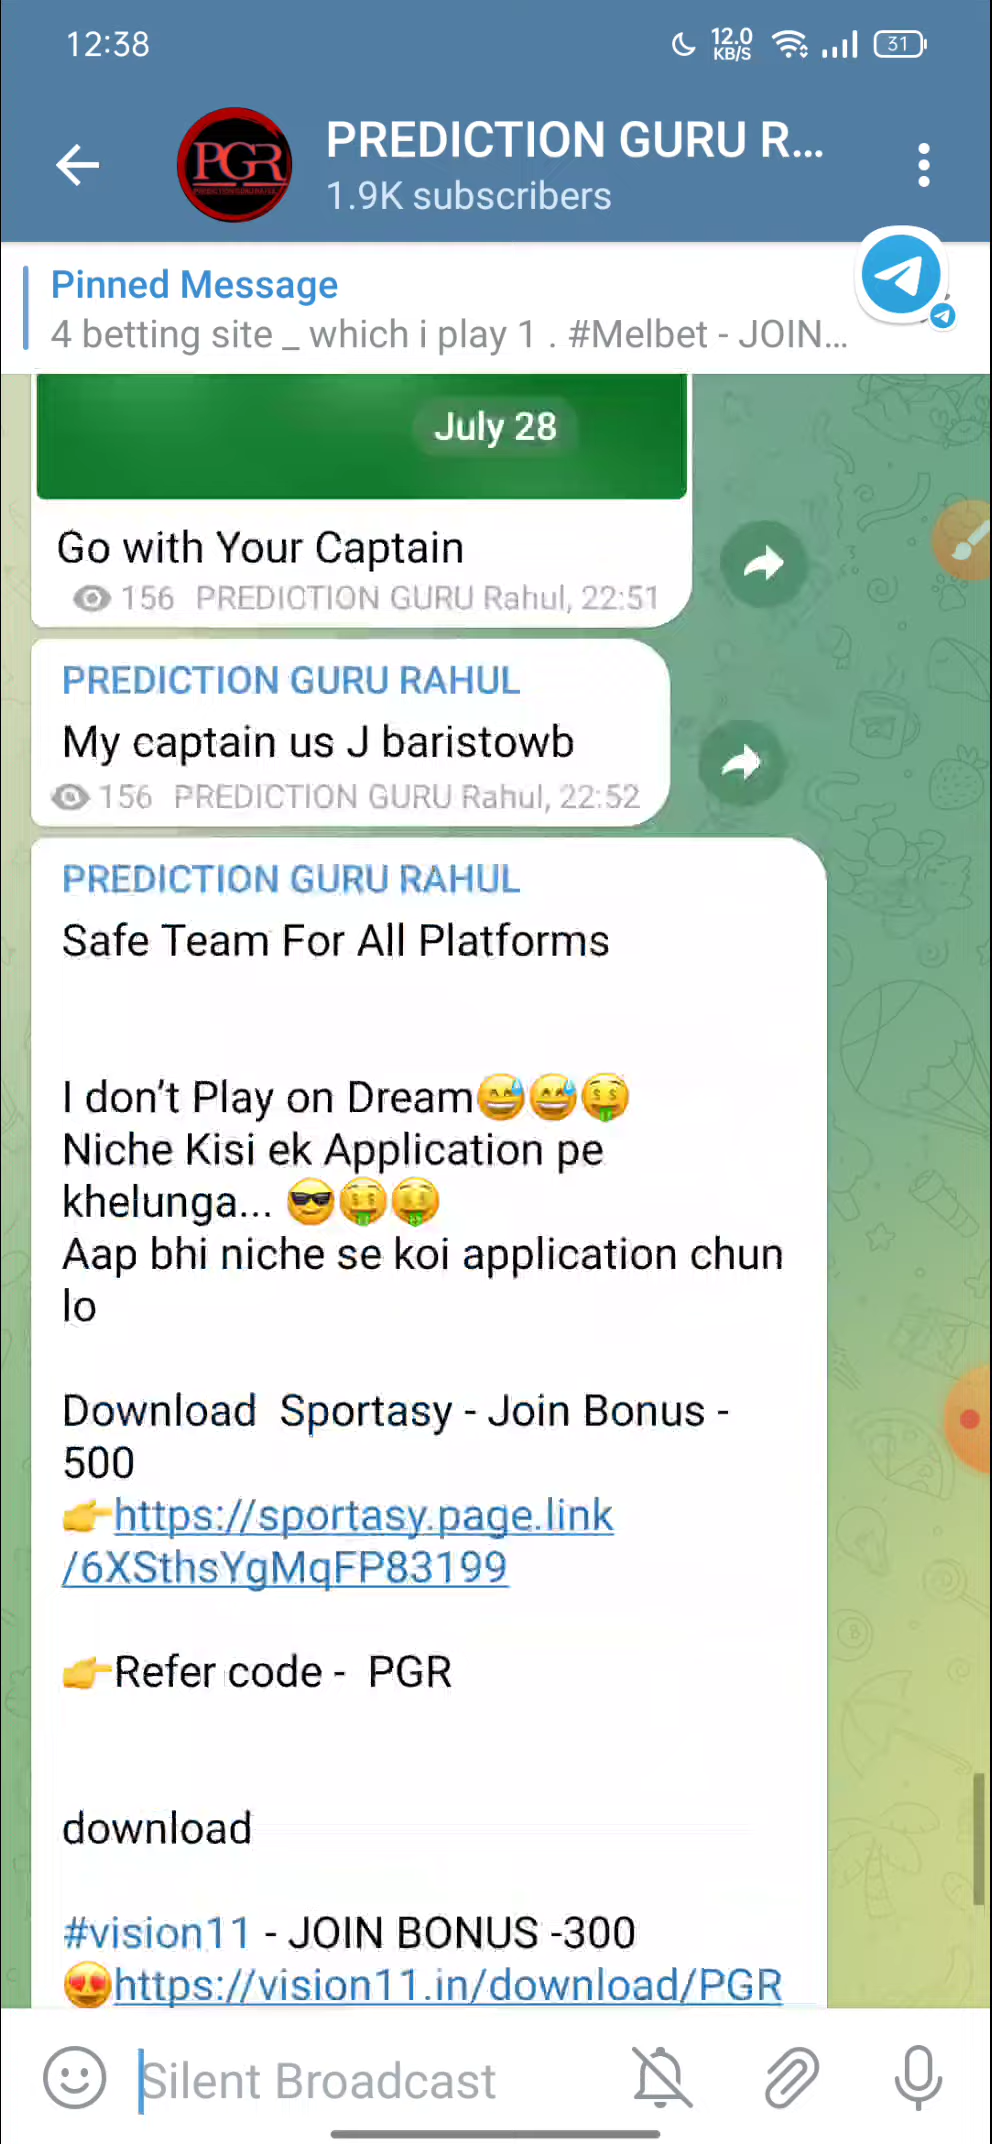 12:38
12.0
KB/S
31
PGR
PREDICTION GURU R...
1.9K subscribers
Pinned Message
4 betting site _ which i play 1 . #Melbet - JOIN...
July 28
Go with Your Captain
156 PREDICTION GURU Rahul, 22:51
PREDICTION GURU RAHUL
My captain us J baristowb
156 PREDICTION GURU Rahul, 22:52
PREDICTION GURU RAHUL
Safe Team For All Platforms
I don't Play on Dream😅😅🤑
Niche Kisi ek Application pe
khelunga... 😎🤑🤑
Aap bhi niche se koi application chun
lo
Download Sportasy - Join Bonus -
500
👉https://sportasy.page.link
/6XSthsYgMqFP83199
👉Refer code - PGR
download
#vision11 - JOIN BONUS -300
😍https://vision11.in/download/PGR
Silent Broadcast